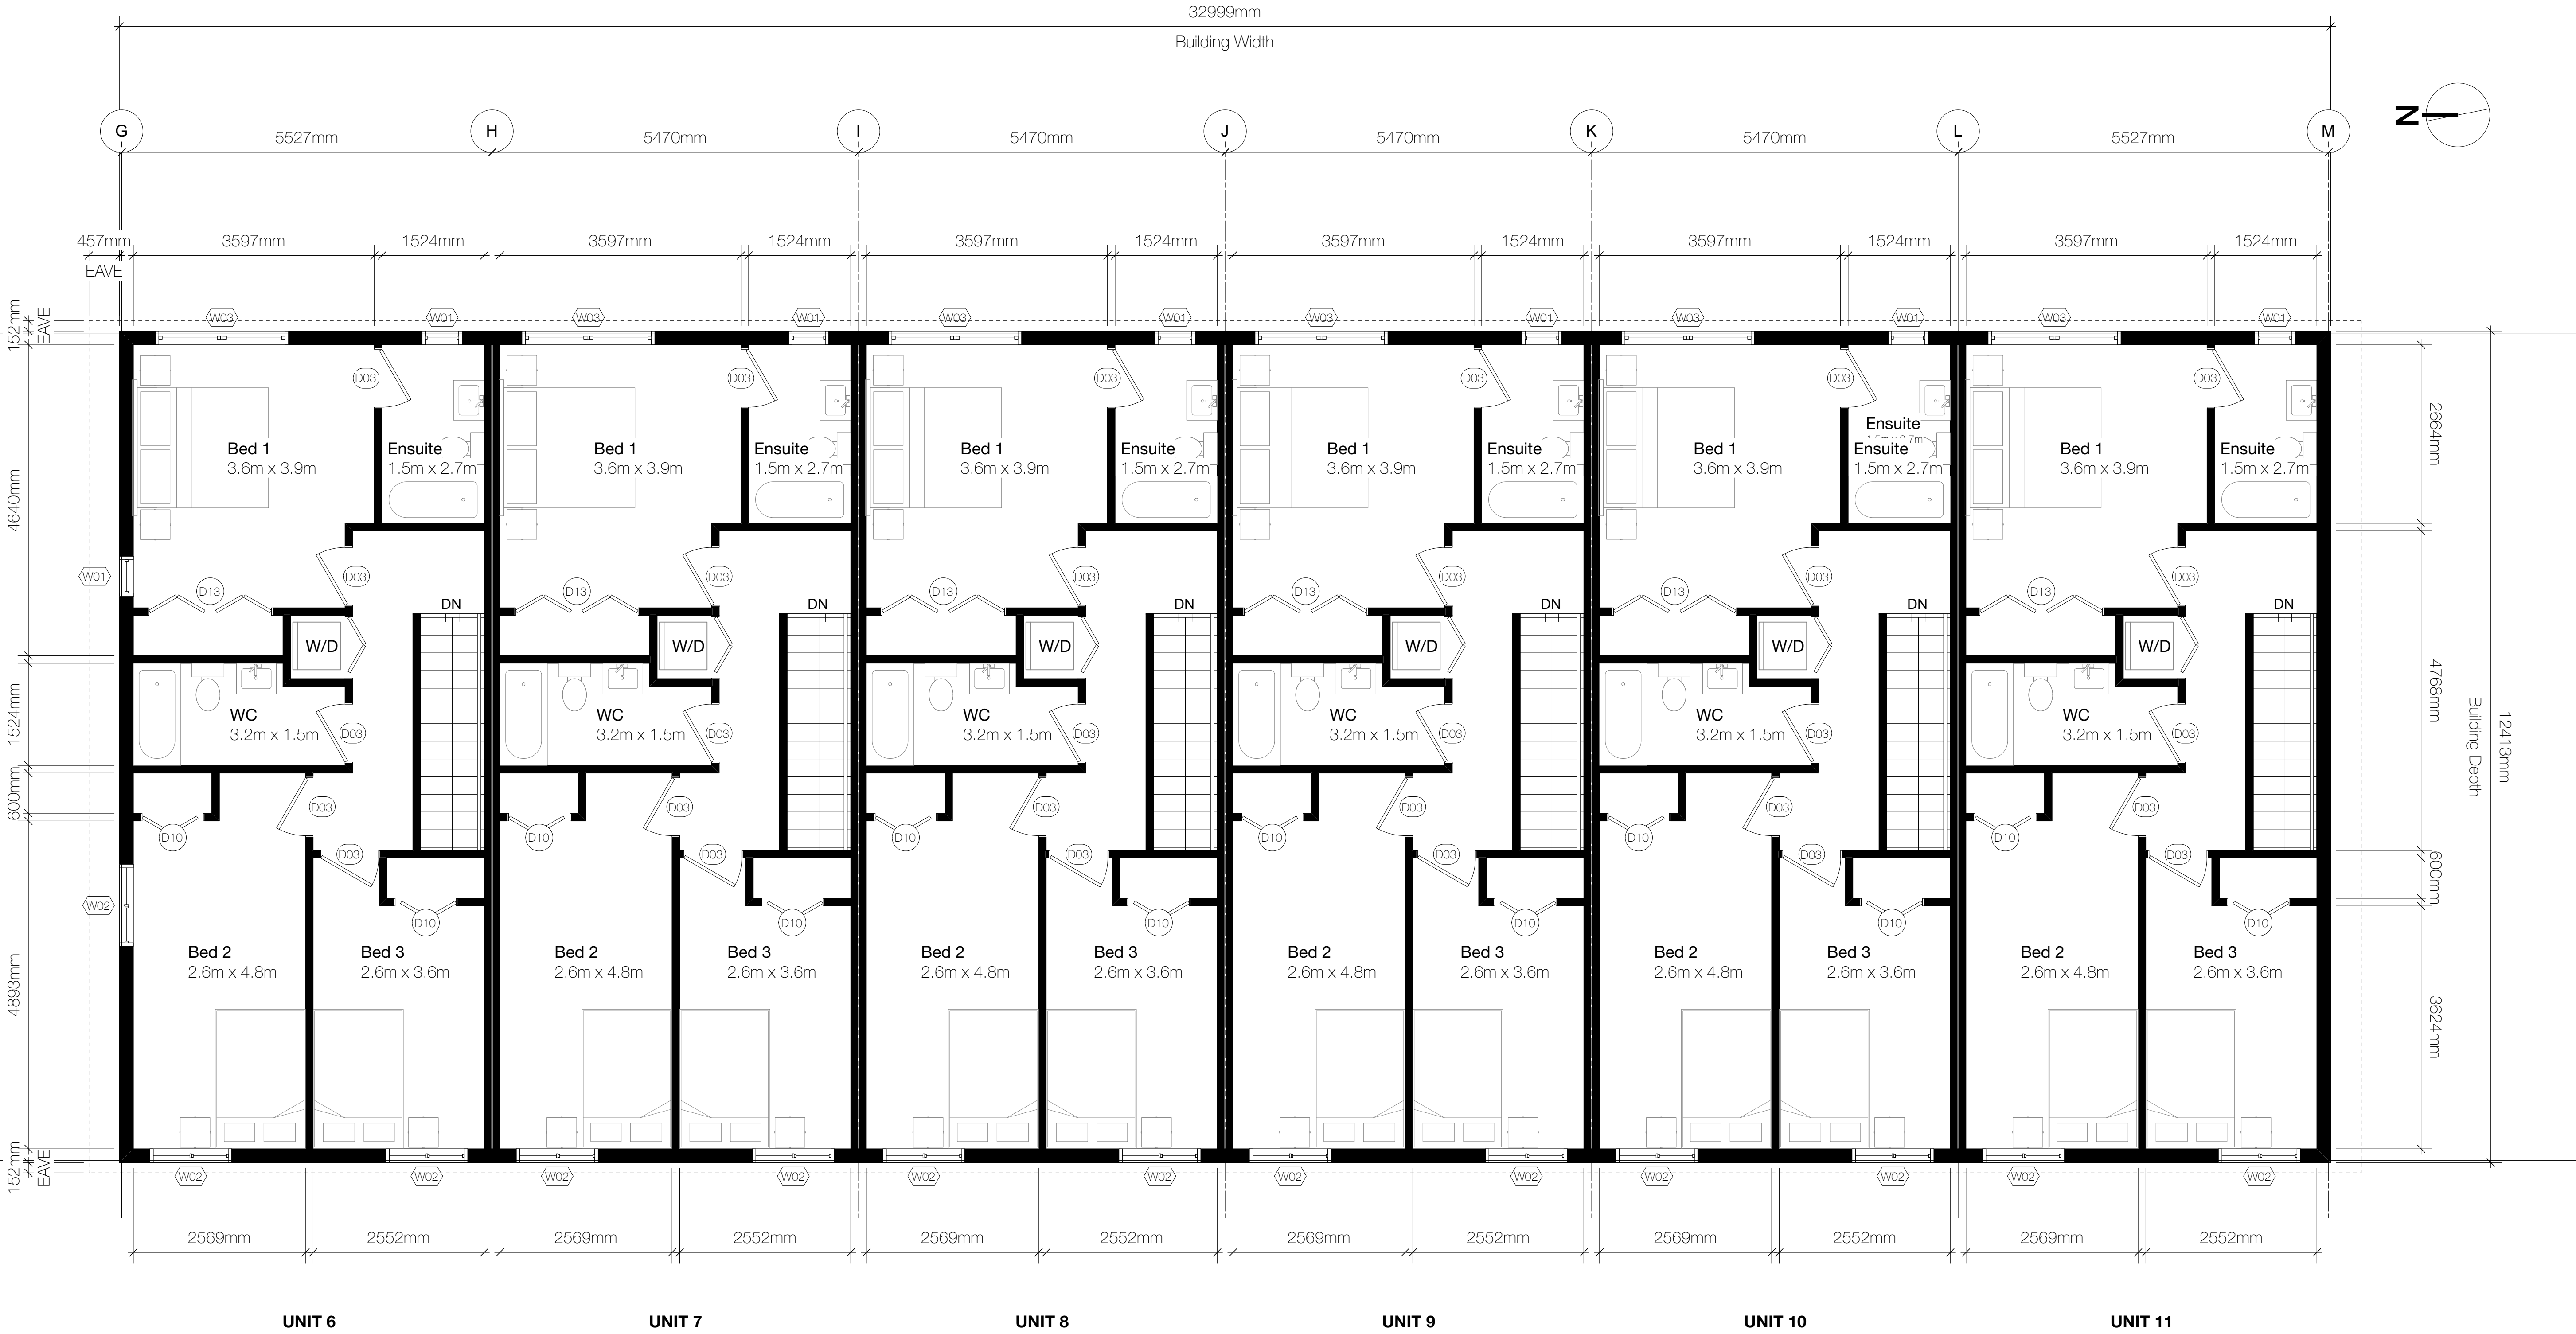 32999mm
Building Width
G H I J K L M
N
5527mm 5470mm 5470mm 5470mm 5470mm 5527mm
457mm 3597mm 1524mm 3597mm 1524mm 3597mm 1524mm 3597mm 1524mm 3597mm 1524mm 3597mm 1524mm
EAVE
152mm
EAVE
W03 W01 W03 W01 W03 W01 W03 W01 W03 W01 W03 W01
D03 D03 D03 D03 D03 D03
Ensuite
Bed 1 Ensuite Bed 1 Ensuite Bed 1 Ensuite Bed 1 Ensuite Bed 1 Ensuite Bed 1 Ensuite
3.6m x 3.9m 1.5m x 2.7m 3.6m x 3.9m 1.5m x 2.7m 3.6m x 3.9m 1.5m x 2.7m 3.6m x 3.9m 1.5m x 2.7m 3.6m x 3.9m 1.5m x 2.7m 3.6m x 3.9m 1.5m x 2.7m
2664mm
4640mm
W01 D03 D03 D03 D03 D03 D03
D13 D13 D13 D13 D13 D13
DN DN DN DN DN DN
W/D W/D W/D W/D W/D W/D
4768mm
1524mm
WC WC WC WC WC WC
3.2m x 1.5m 3.2m x 1.5m 3.2m x 1.5m 3.2m x 1.5m 3.2m x 1.5m 3.2m x 1.5m
D03 D03 D03 D03 D03 D03
Building Depth
12413mm
600mm
D03 D03 D03 D03 D03 D03
D10 D10 D10 D10 D10 D10
D03 D03 D03 D03 D03 D03
600mm
W02
D10 D10 D10 D10 D10 D10
Bed 2 Bed 3 Bed 2 Bed 3 Bed 2 Bed 3 Bed 2 Bed 3 Bed 2 Bed 3 Bed 2 Bed 3
2.6m x 4.8m 2.6m x 3.6m 2.6m x 4.8m 2.6m x 3.6m 2.6m x 4.8m 2.6m x 3.6m 2.6m x 4.8m 2.6m x 3.6m 2.6m x 4.8m 2.6m x 3.6m 2.6m x 4.8m 2.6m x 3.6m
4893mm
3624mm
152mm
EAVE
W02 W02 W02 W02 W02 W02 W02 W02 W02 W02 W02 W02
2569mm 2552mm 2569mm 2552mm 2569mm 2552mm 2569mm 2552mm 2569mm 2552mm 2569mm 2552mm
UNIT 6 UNIT 7 UNIT 8 UNIT 9 UNIT 10 UNIT 11